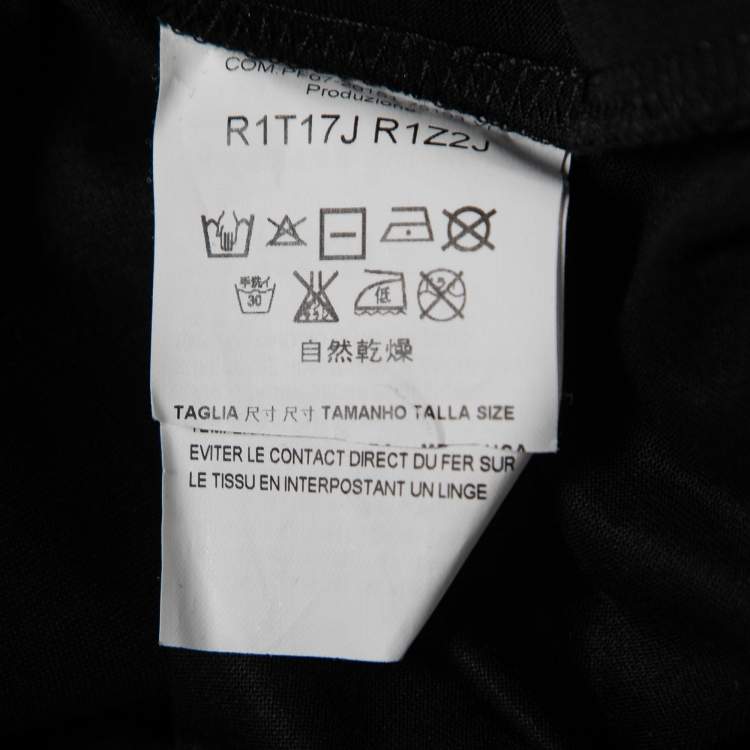 Produzione
R1T17J R1Z2J
手洗イ
30
低
自然乾燥
TAGLIA 尺寸 尺寸 TAMANHO TALLA SIZE
EVITER LE CONTACT DIRECT DU FER SUR
LE TISSU EN INTERPOSTANT UN LINGE